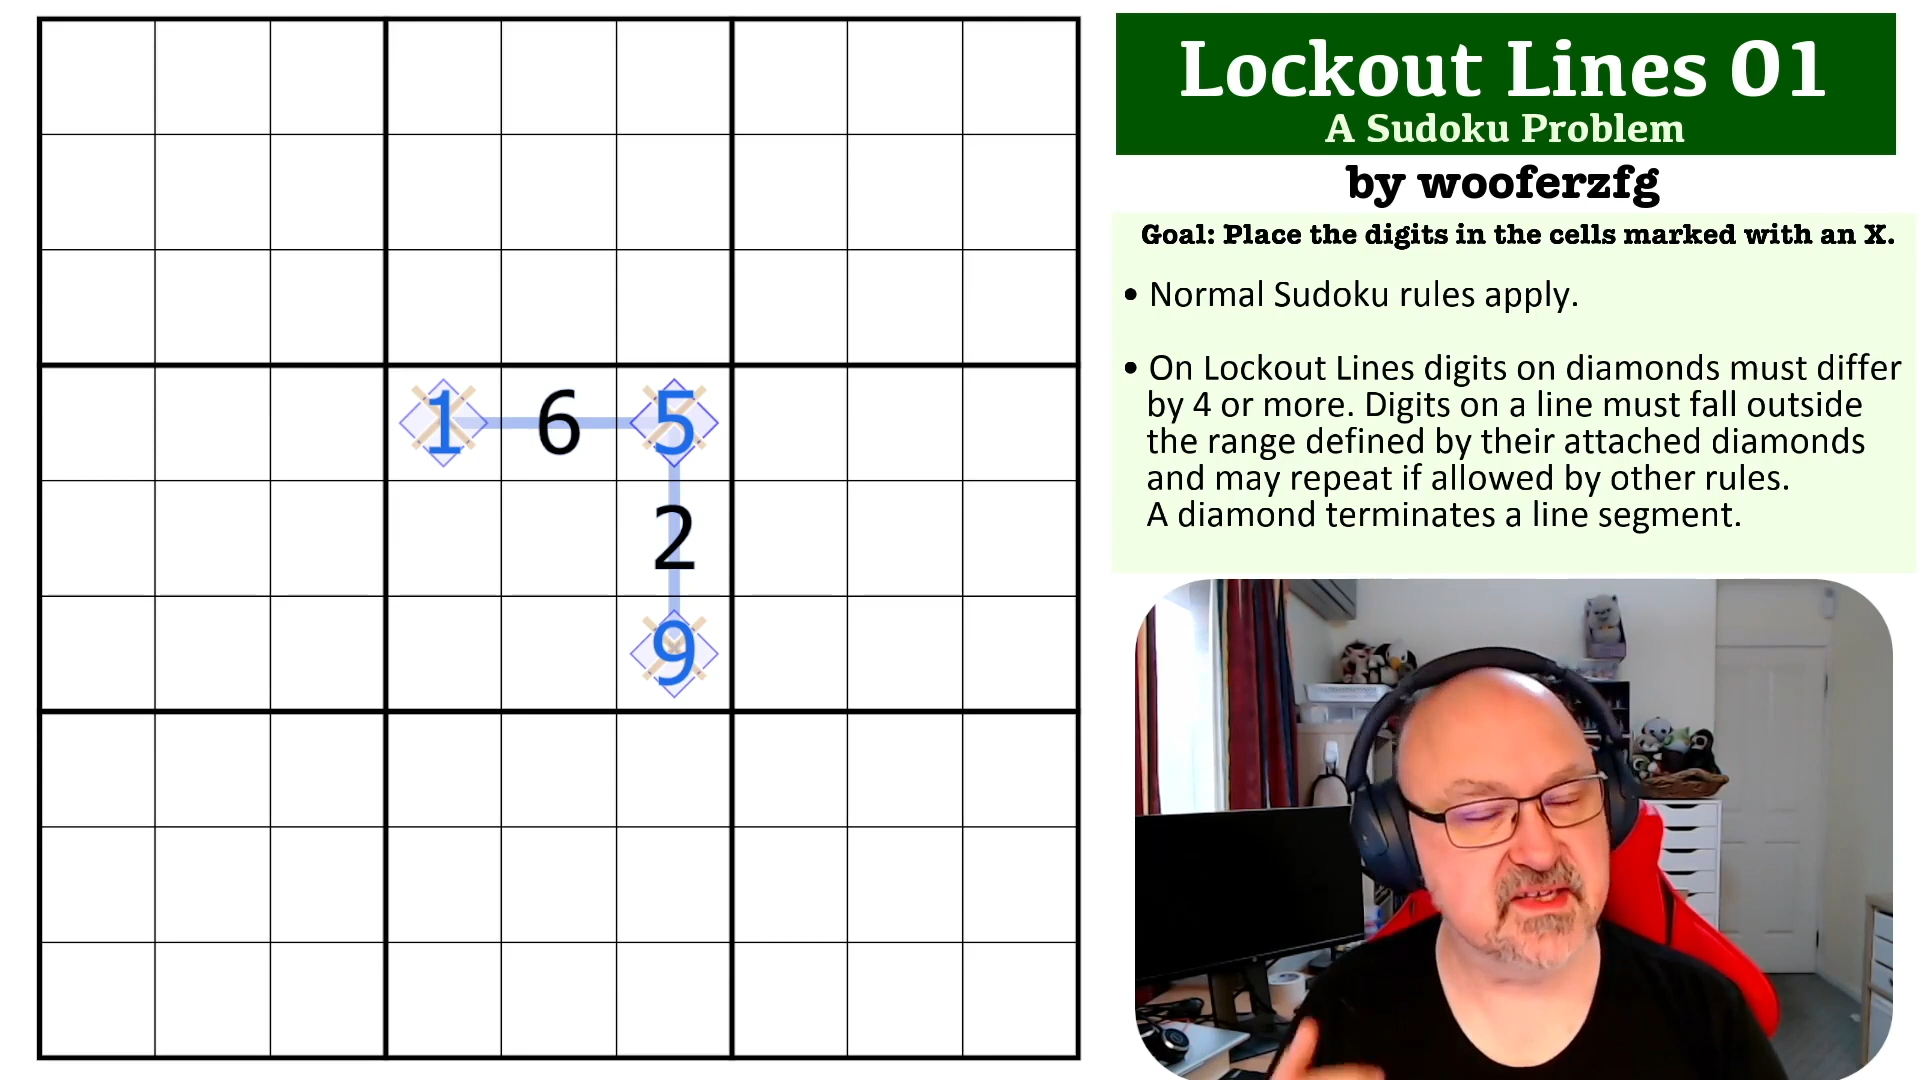 Lockout Lines 01
A Sudoku Problem
by wooferzfg
Goal: Place the digits in the cells marked with an X.
• Normal Sudoku rules apply.
• On Lockout Lines digits on diamonds must differ
by 4 or more. Digits on a line must fall outside
the range defined by their attached diamonds
and may repeat if allowed by other rules.
A diamond terminates a line segment.
1 6 5
2
9